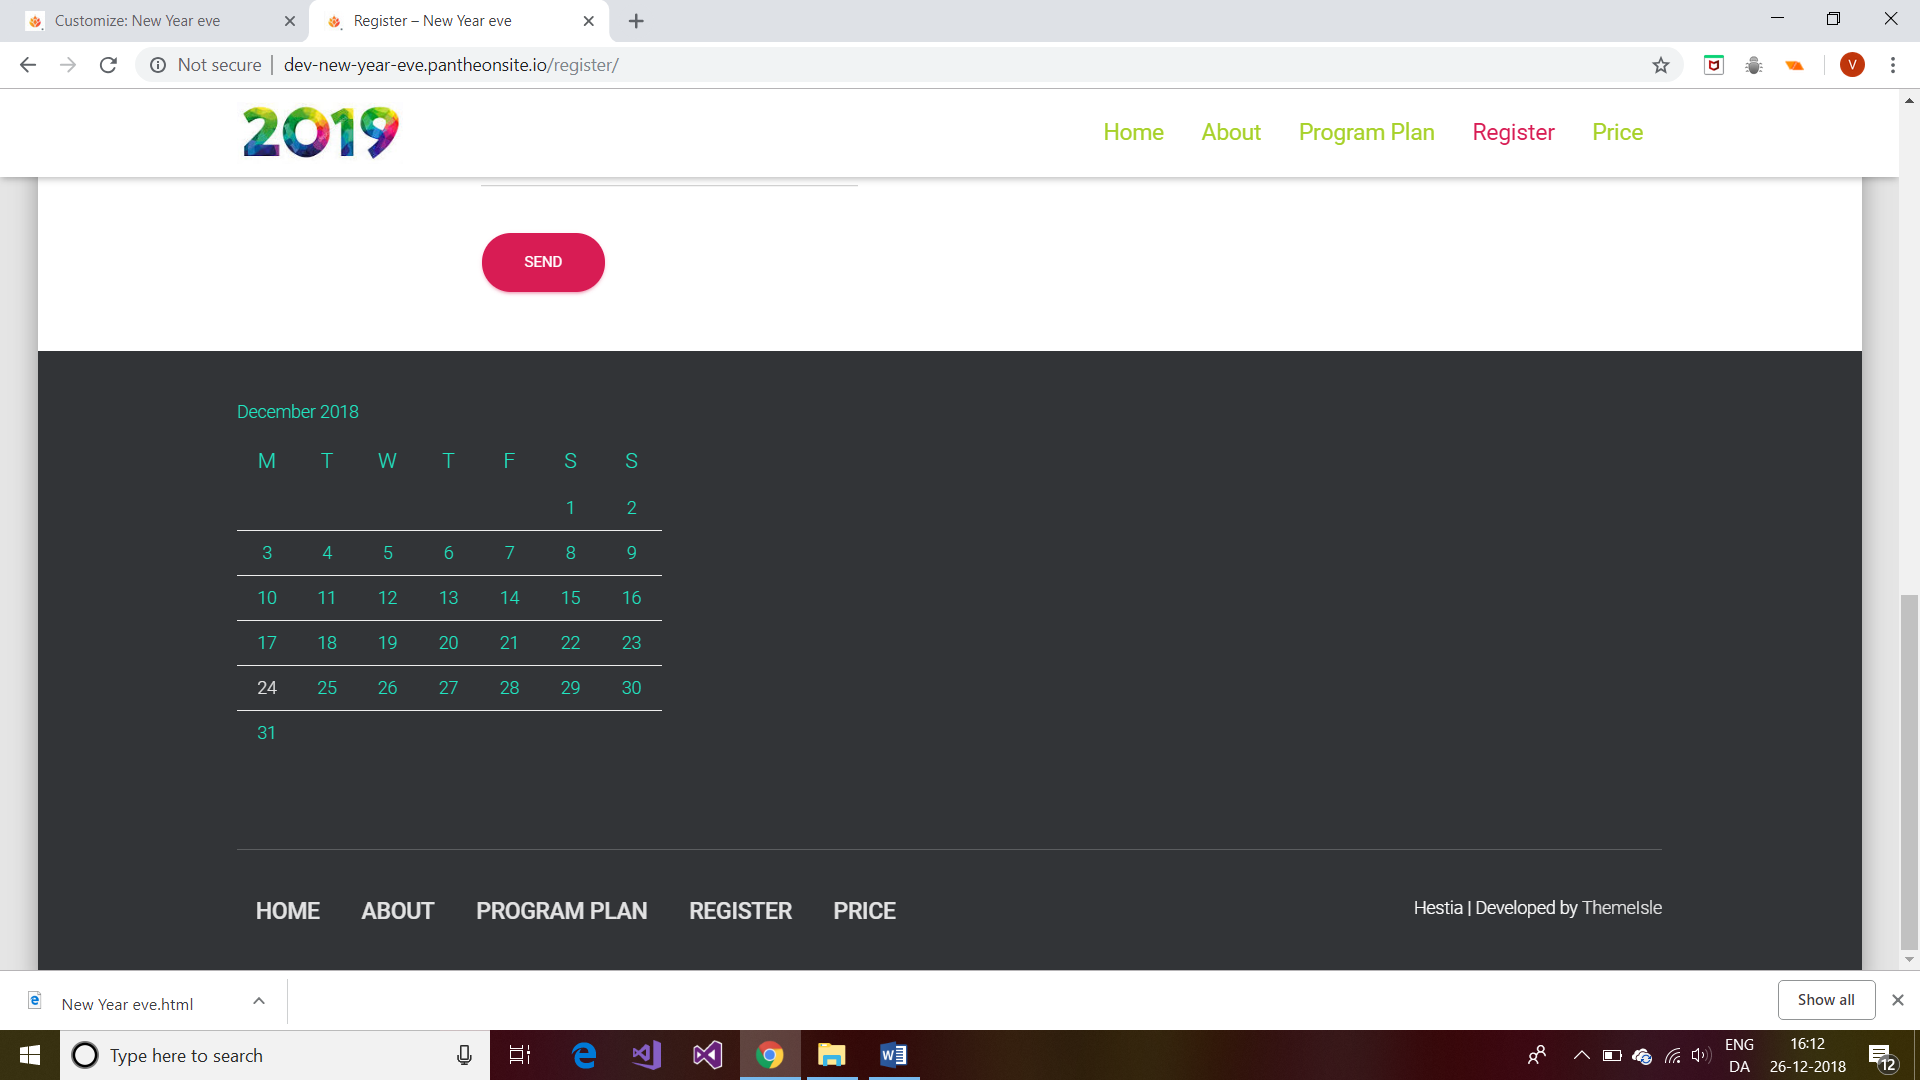 Customize: New Year eve
Register – New Year eve
Not secure | dev-new-year-eve.pantheonsite.io/register/
V
2019
Home About Program Plan Register Price
SEND
December 2018
M T W T F S S
1 2
3 4 5 6 7 8 9
10 11 12 13 14 15 16
17 18 19 20 21 22 23
24 25 26 27 28 29 30
31
HOME ABOUT PROGRAM PLAN REGISTER PRICE
Hestia | Developed by ThemeIsle
New Year eve.html
Show all
Type here to search
ENG
DA
16:12
26-12-2018
12